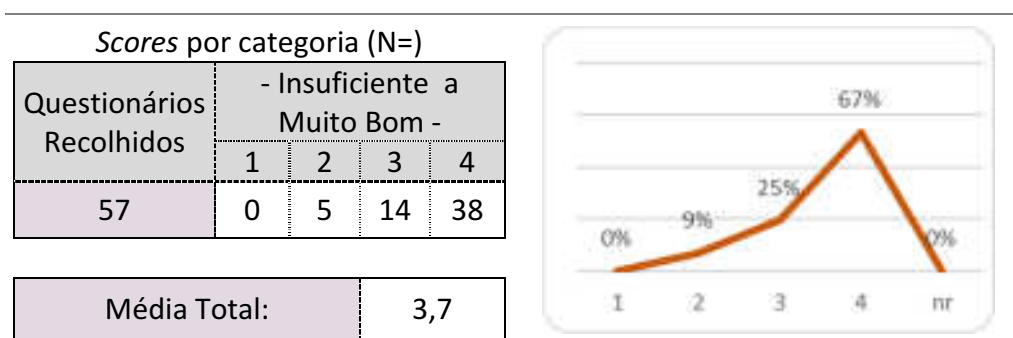 Scores por categoria (N=)
Questionários Recolhidos
- Insuficiente a
Muito Bom -
1 2 3 4
57 0 5 14 38
Média Total: 3,7
67%
25%
9%
0%
0%
1 2 3 4 nr